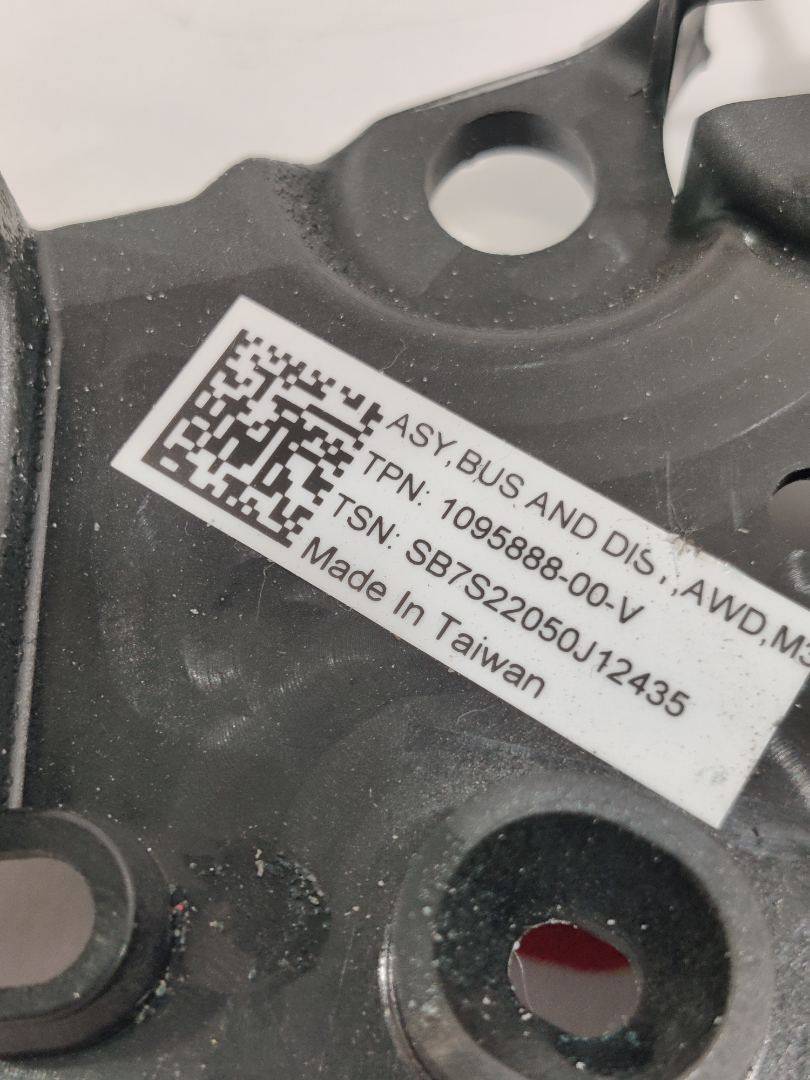 ASY,BUS AND DIS, ,AWD,M3
TPN: 1095888-00-V
TSN: SB7S22050J12435
Made In Taiwan